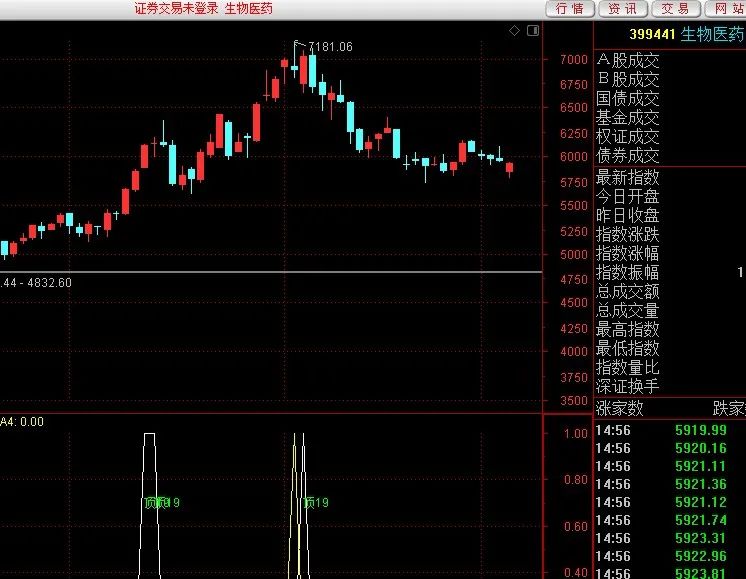 证券交易未登录 生物医药
行情 资讯 交易 网站
399441 生物医药
7181.06
7000
6750
6500
6250
6000
5750
5500
5250
5000
4750
4500
4250
4000
3750
3500
.44 - 4832.60
A股成交
B股成交
国债成交
基金成交
权证成交
债券成交
最新指数
今日开盘
昨日收盘
指数涨跌
指数涨幅
指数振幅 1
总成交额
总成交量
最高指数
最低指数
指数量比
深证换手
涨家数 跌家
A4: 0.00
1.00
0.80
0.60
0.40
顶19
14:56 5919.99
14:56 5920.16
14:56 5921.11
14:56 5921.36
14:56 5921.12
14:56 5921.74
14:56 5923.31
14:56 5922.96
14:56 5923.81